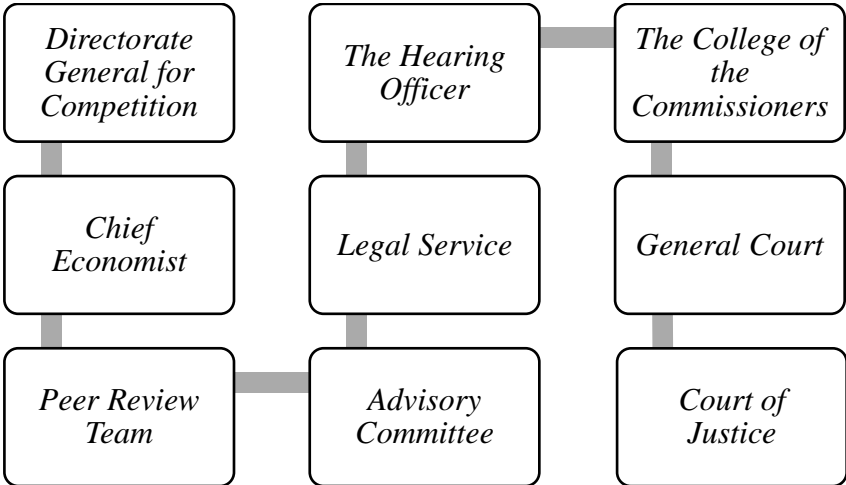 Directorate
General for
Competition
Chief
Economist
Peer Review
Team
Advisory
Committee
Legal Service
The Hearing
Officer
The College of
the
Commissioners
General Court
Court of
Justice